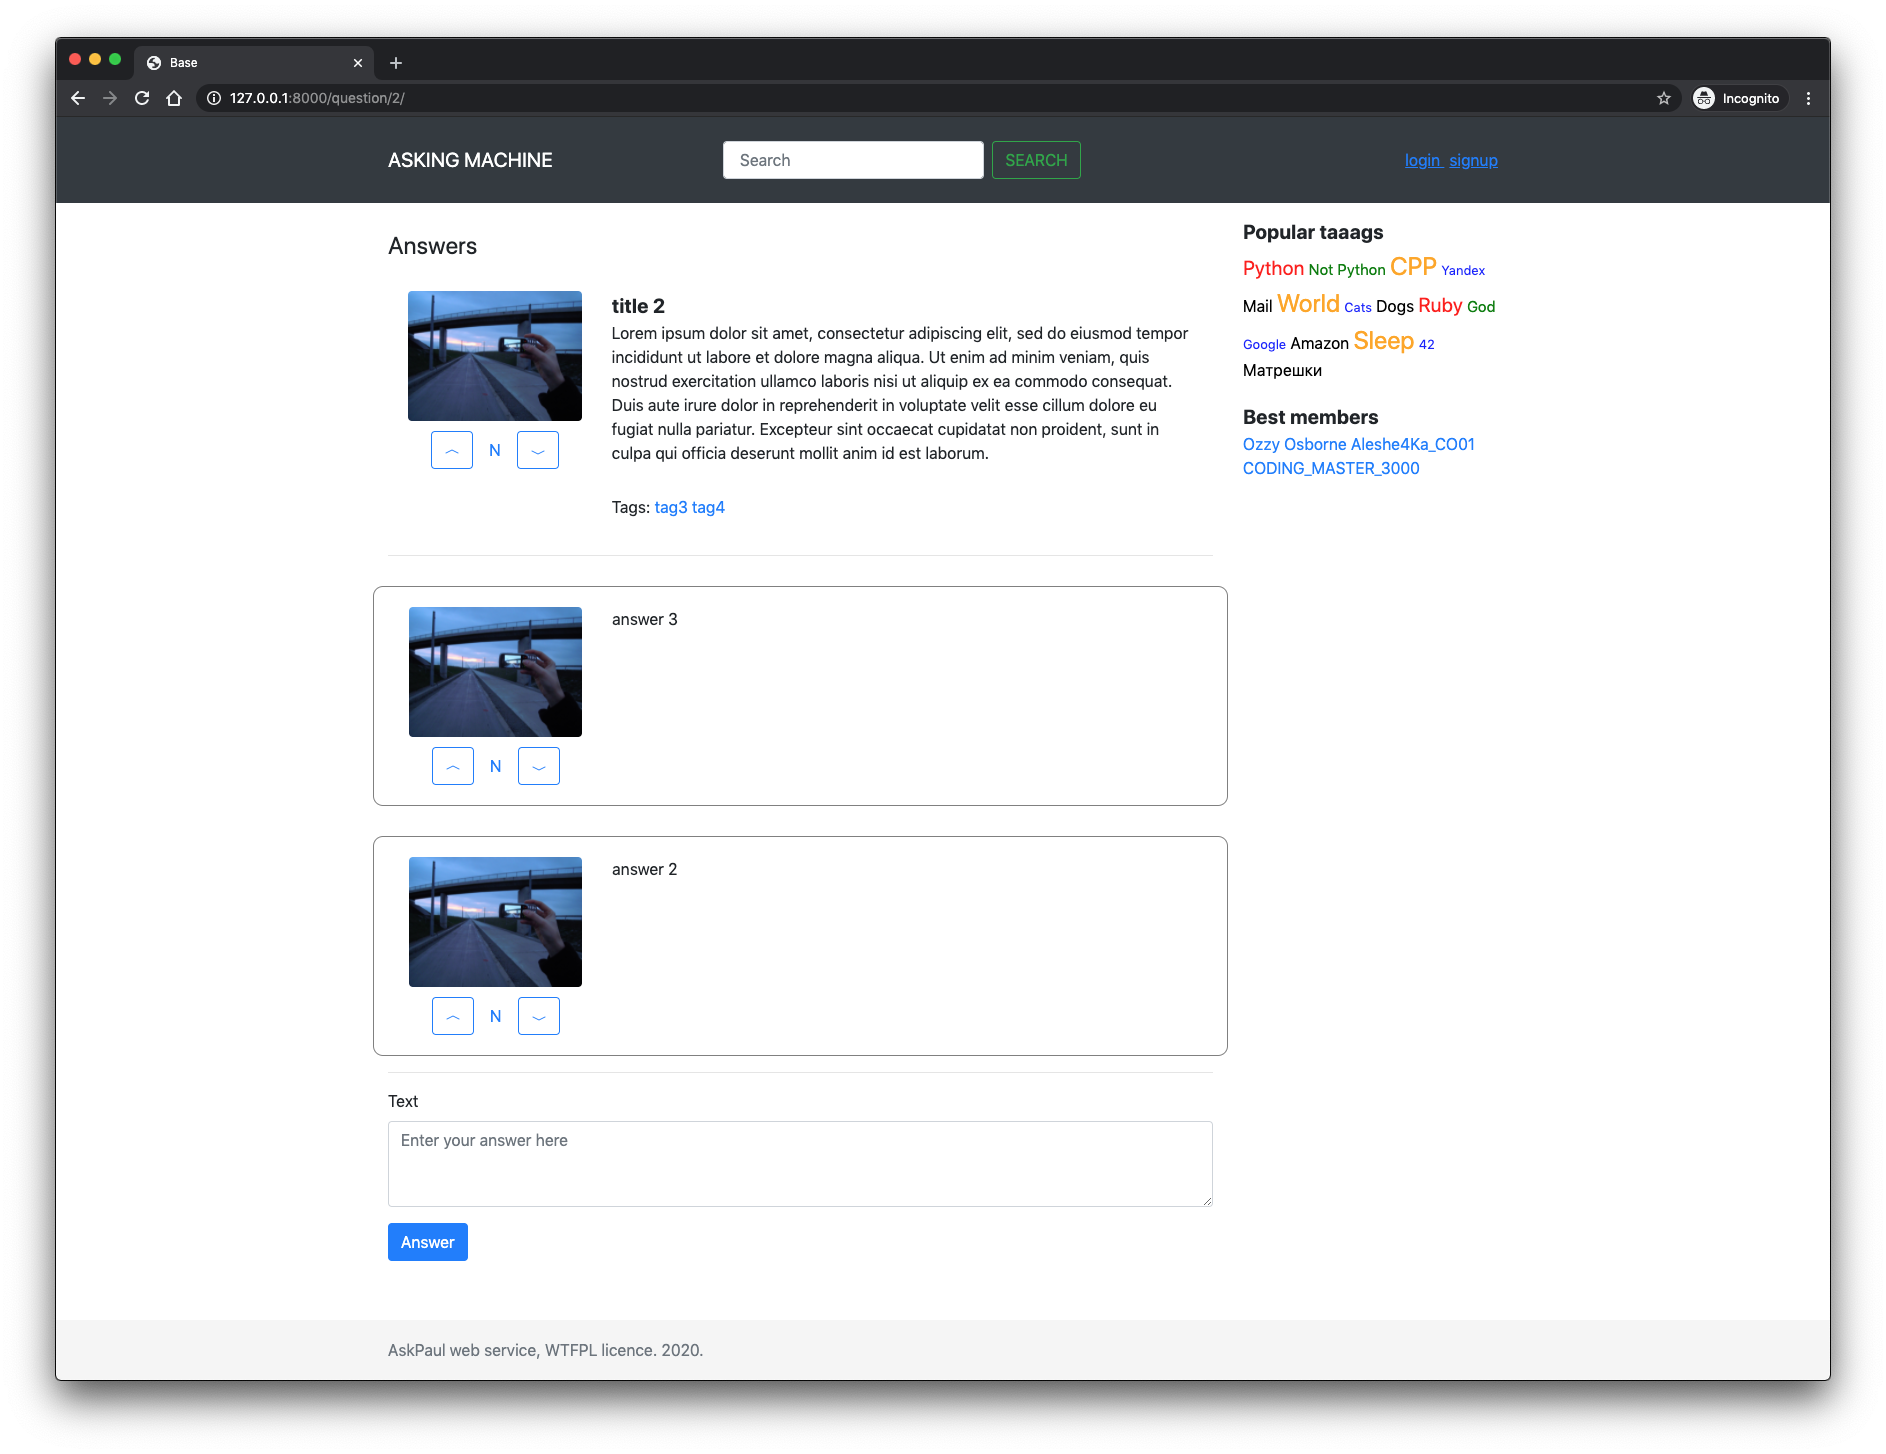 Base
127.0.0.1:8000/question/2/
Incognito
ASKING MACHINE
Search
SEARCH
login signup
Answers
title 2
Lorem ipsum dolor sit amet, consectetur adipiscing elit, sed do eiusmod tempor
incididunt ut labore et dolore magna aliqua. Ut enim ad minim veniam, quis
nostrud exercitation ullamco laboris nisi ut aliquip ex ea commodo consequat.
Duis aute irure dolor in reprehenderit in voluptate velit esse cillum dolore eu
fugiat nulla pariatur. Excepteur sint occaecat cupidatat non proident, sunt in
culpa qui officia deserunt mollit anim id est laborum.
N
Tags: tag3 tag4
answer 3
N
answer 2
N
Text
Enter your answer here
Answer
Popular taaags
Python Not Python CPP Yandex
Mail World Cats Dogs Ruby God
Google Amazon Sleep 42
Матрешки
Best members
Ozzy Osborne Aleshe4Ka_CO01
CODING_MASTER_3000
AskPaul web service, WTFPL licence. 2020.